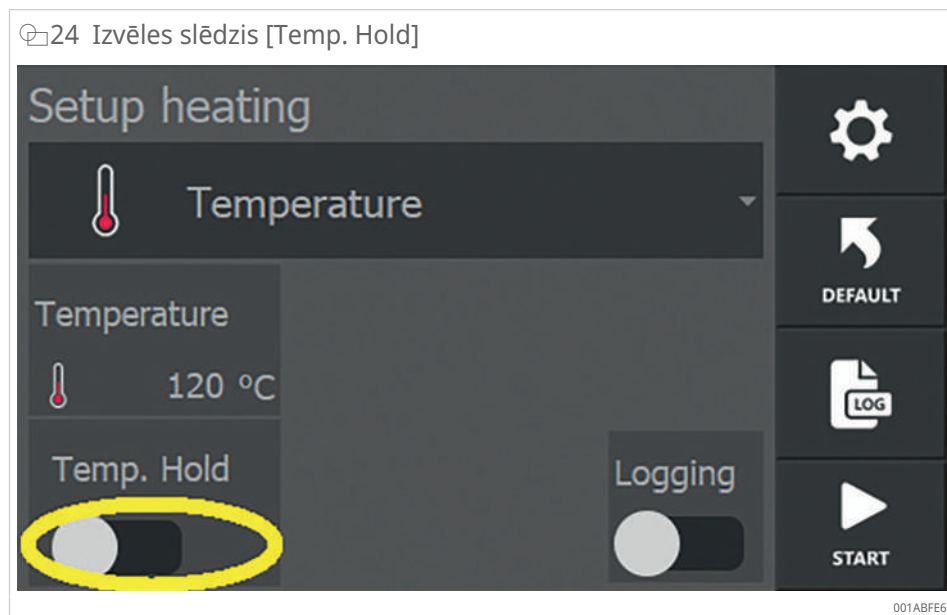 24 Izvēles slēdzis [Temp. Hold]
Setup heating
Temperature
DEFAULT
Temperature
120 °C
LOG
Temp. Hold
Logging
START
001ABFE6